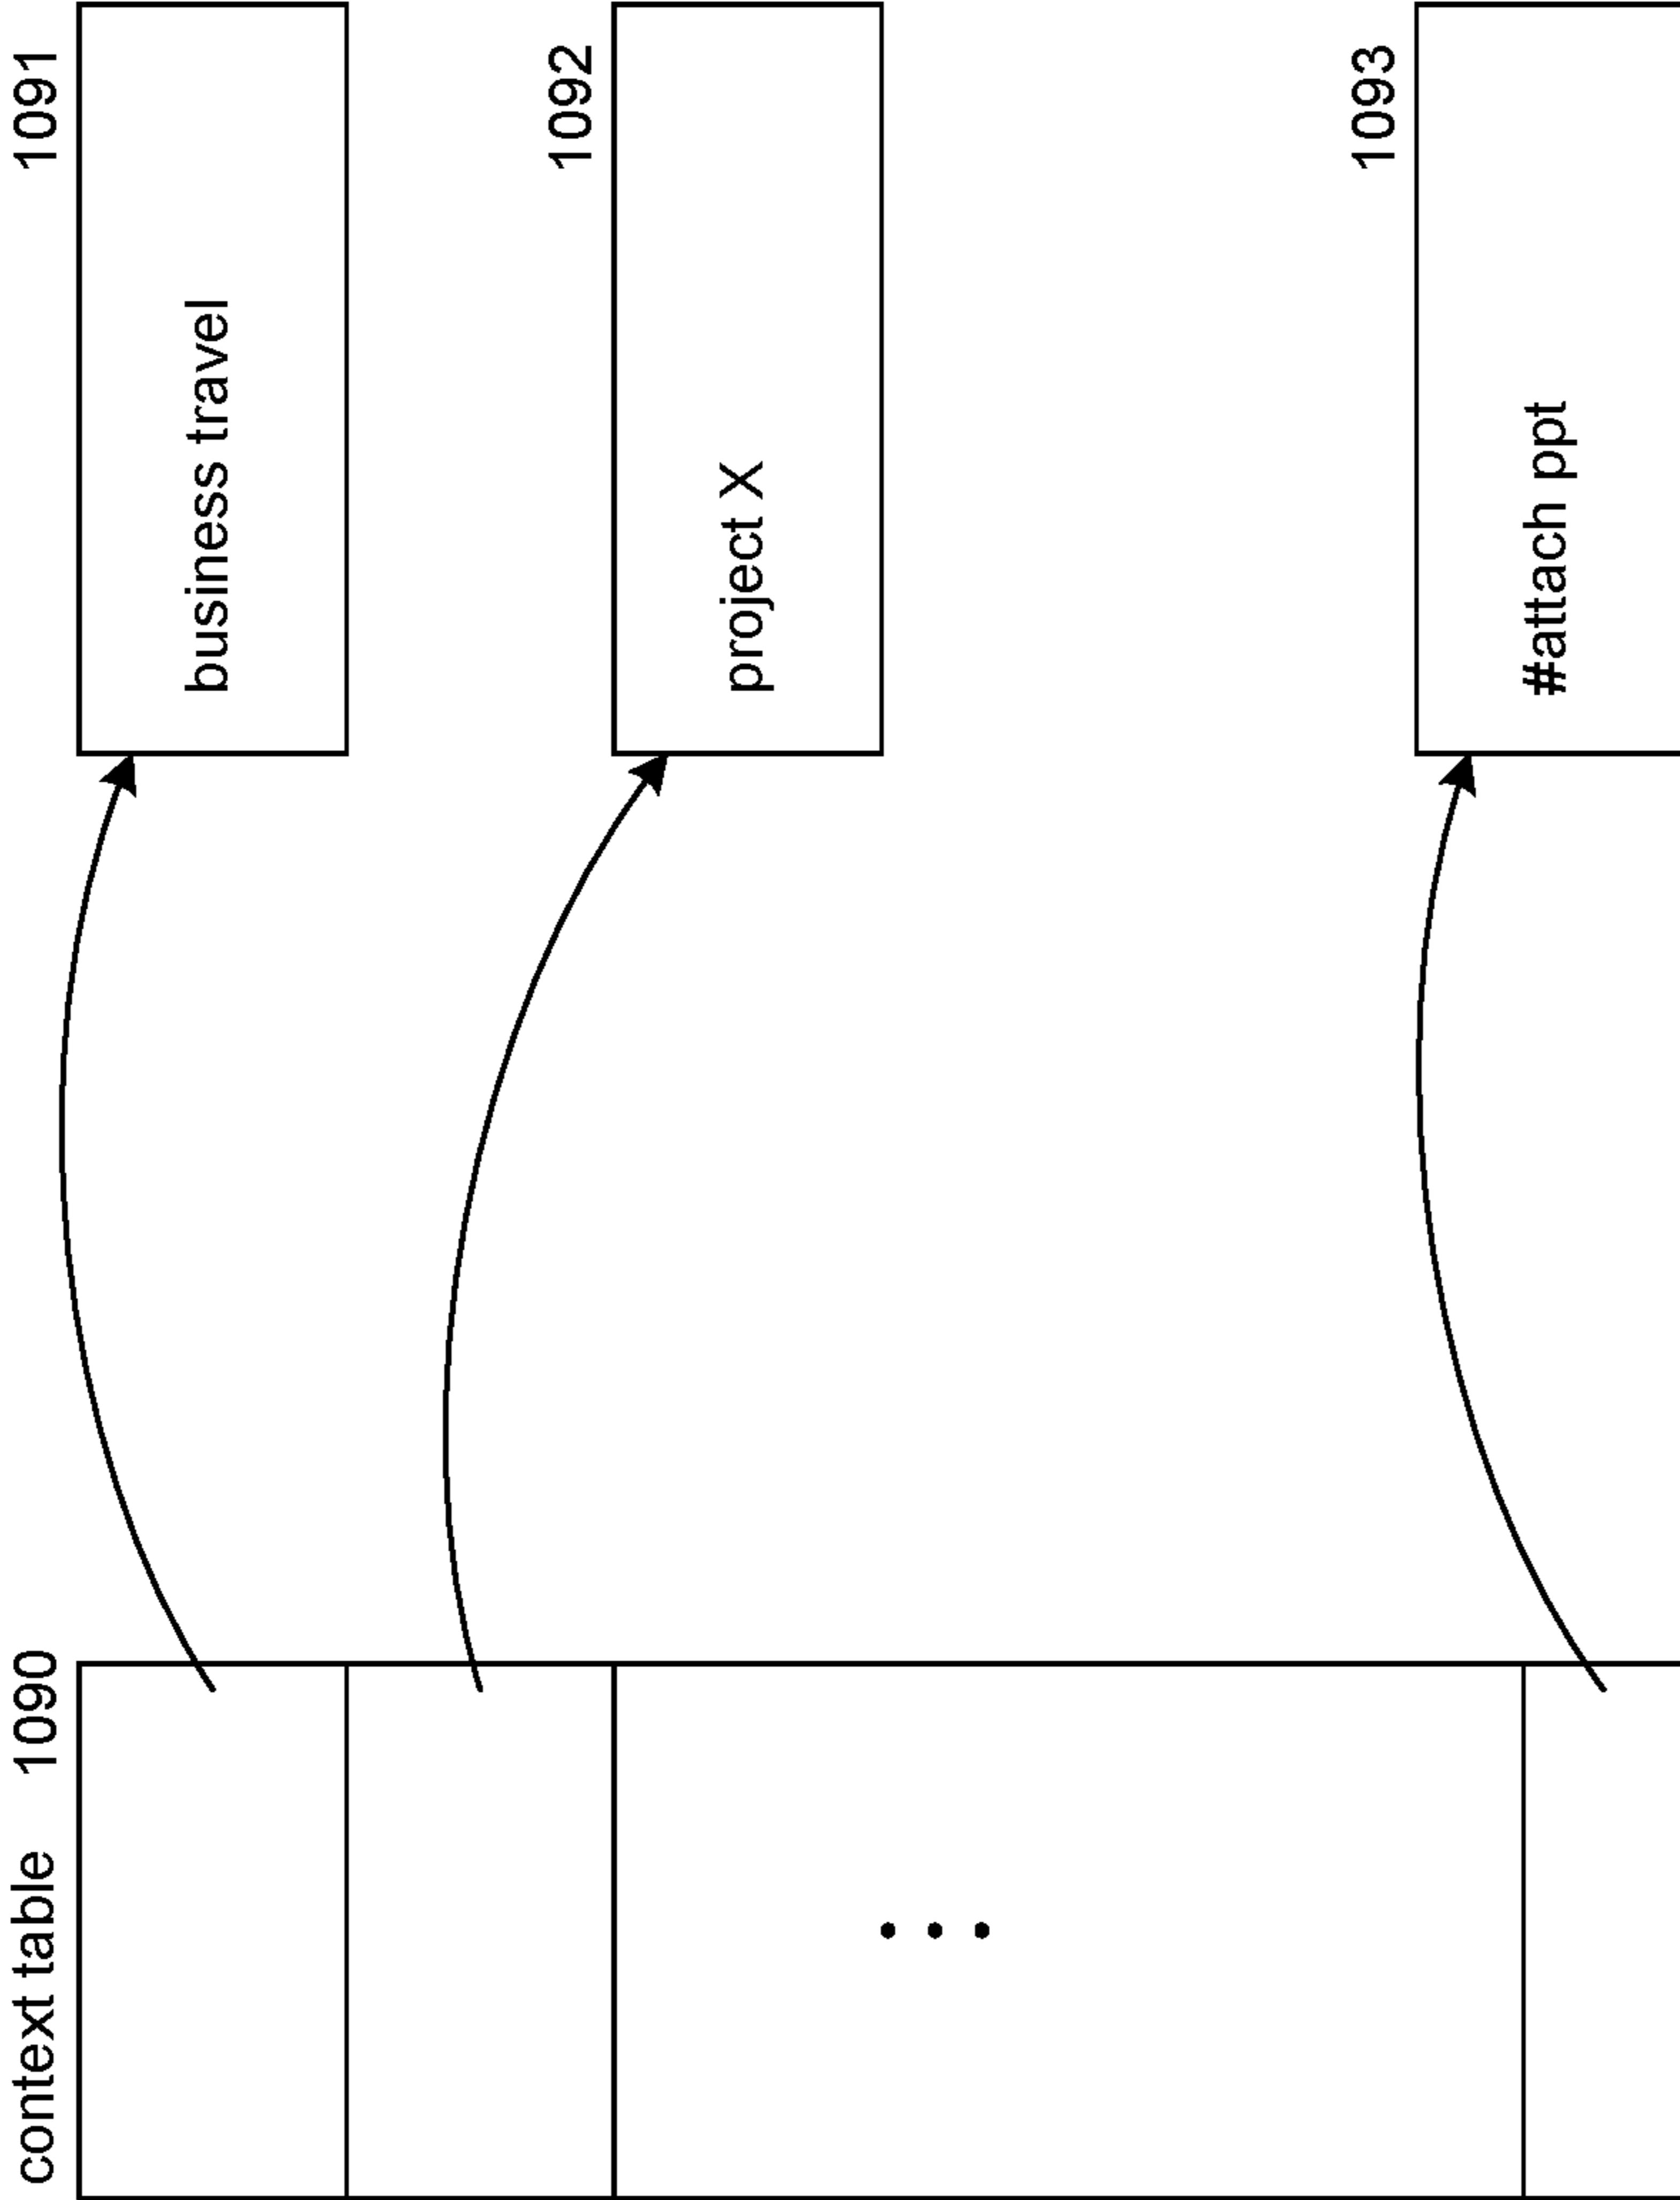 context table 1090
1091
business travel
1092
project X
1093
#attach ppt